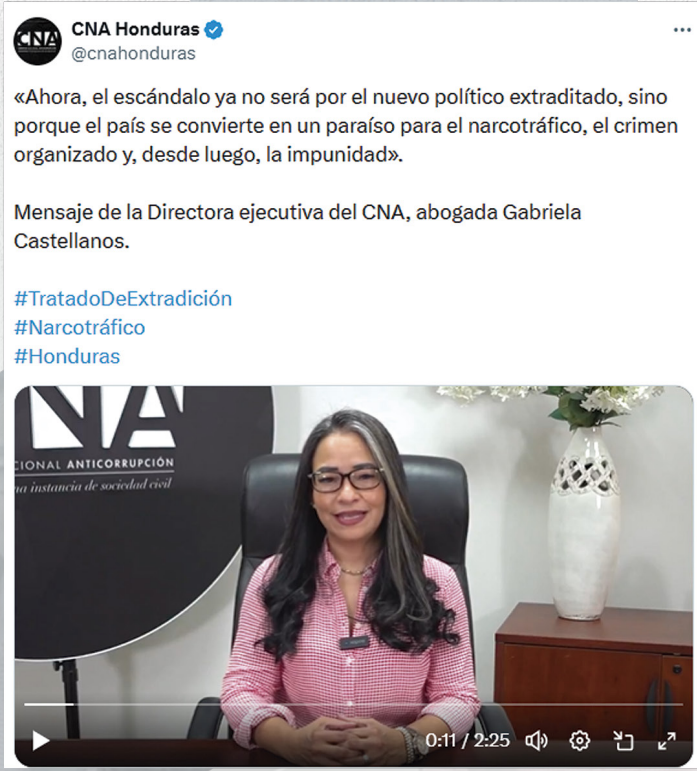 CNA Honduras
@cnahonduras
CNA
«Ahora, el escándalo ya no será por el nuevo político extraditado, sino
porque el país se convierte en un paraíso para el narcotráfico, el crimen
organizado y, desde luego, la impunidad».
Mensaje de la Directora ejecutiva del CNA, abogada Gabriela
Castellanos.
#TratadoDeExtradición
#Narcotráfico
#Honduras
NA
CIONAL ANTICORRUPCIÓN
na instancia de sociedad civil
0:11 / 2:25